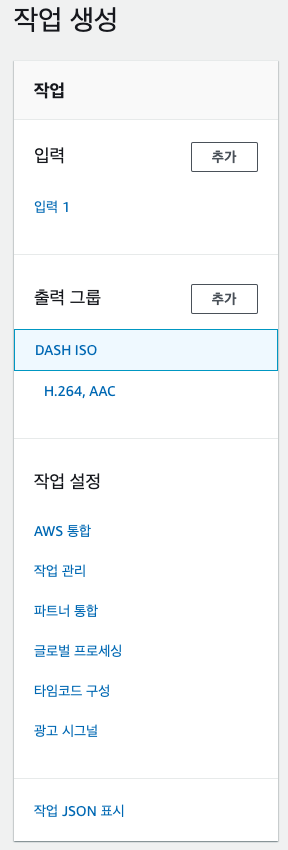 작업 생성
작업
입력
추가
입력 1
출력 그룹
추가
DASH ISO
H.264, AAC
작업 설정
AWS 통합
작업 관리
파트너 통합
글로벌 프로세싱
타임코드 구성
광고 시그널
작업 JSON 표시